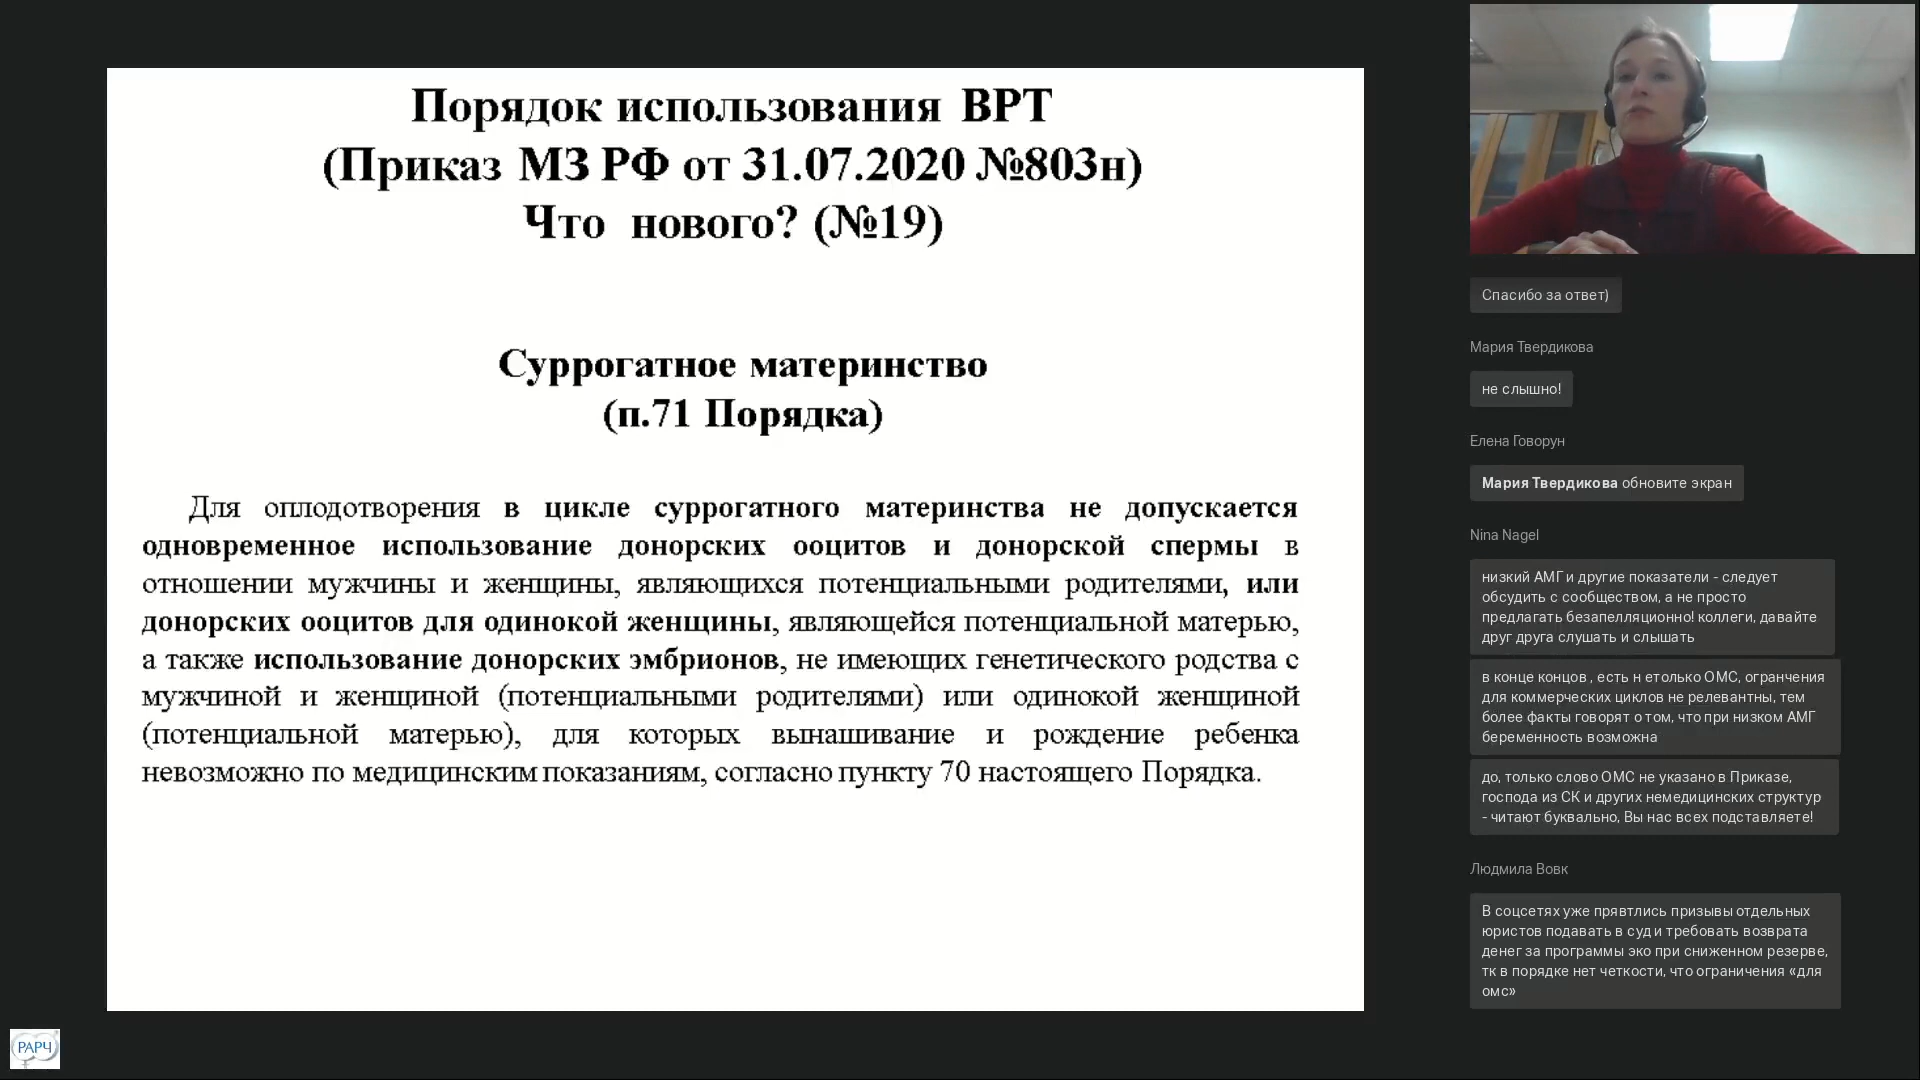 Порядок использования ВРТ
(Приказ МЗ РФ от 31.07.2020 №803н)
Что нового? (№19)
Суррогатное материнство
(п.71 Порядка)
Для оплодотворения в цикле суррогатного материнства не допускается
одновременное использование донорских ооцитов и донорской спермы в
отношении мужчины и женщины, являющихся потенциальными родителями, или
донорских ооцитов для одинокой женщины, являющейся потенциальной матерью,
а также использование донорских эмбрионов, не имеющих генетического родства с
мужчиной и женщиной (потенциальными родителями) или одинокой женщиной
(потенциальной матерью), для которых вынашивание и рождение ребенка
невозможно по медицинским показаниям, согласно пункту 70 настоящего Порядка.
Спасибо за ответ)
Мария Твердикова
не слышно!
Елена Говорун
Мария Твердикова обновите экран
Nina Nagel
низкий АМГ и другие показатели - следует
обсудить с сообществом, а не просто
предлагать безапелляционно! коллеги, давайте
друг друга слушать и слышать
в конце концов , есть н етолько ОМС, огранчения
для коммерческих циклов не релевантны, тем
более факты говорят о том, что при низком АМГ
беременность возможна
до, только слово ОМС не указано в Приказе,
господа из СК и других немедицинских структур
- читают буквально, Вы нас всех подставляете!
Людмила Вовк
В соцсетях уже прявтлись призывы отдельных
юристов подавать в суд и требовать возврата
денег за программы эко при сниженном резерве,
тк в порядке нет четкости, что ограничения «для
омс»
РАРЧ